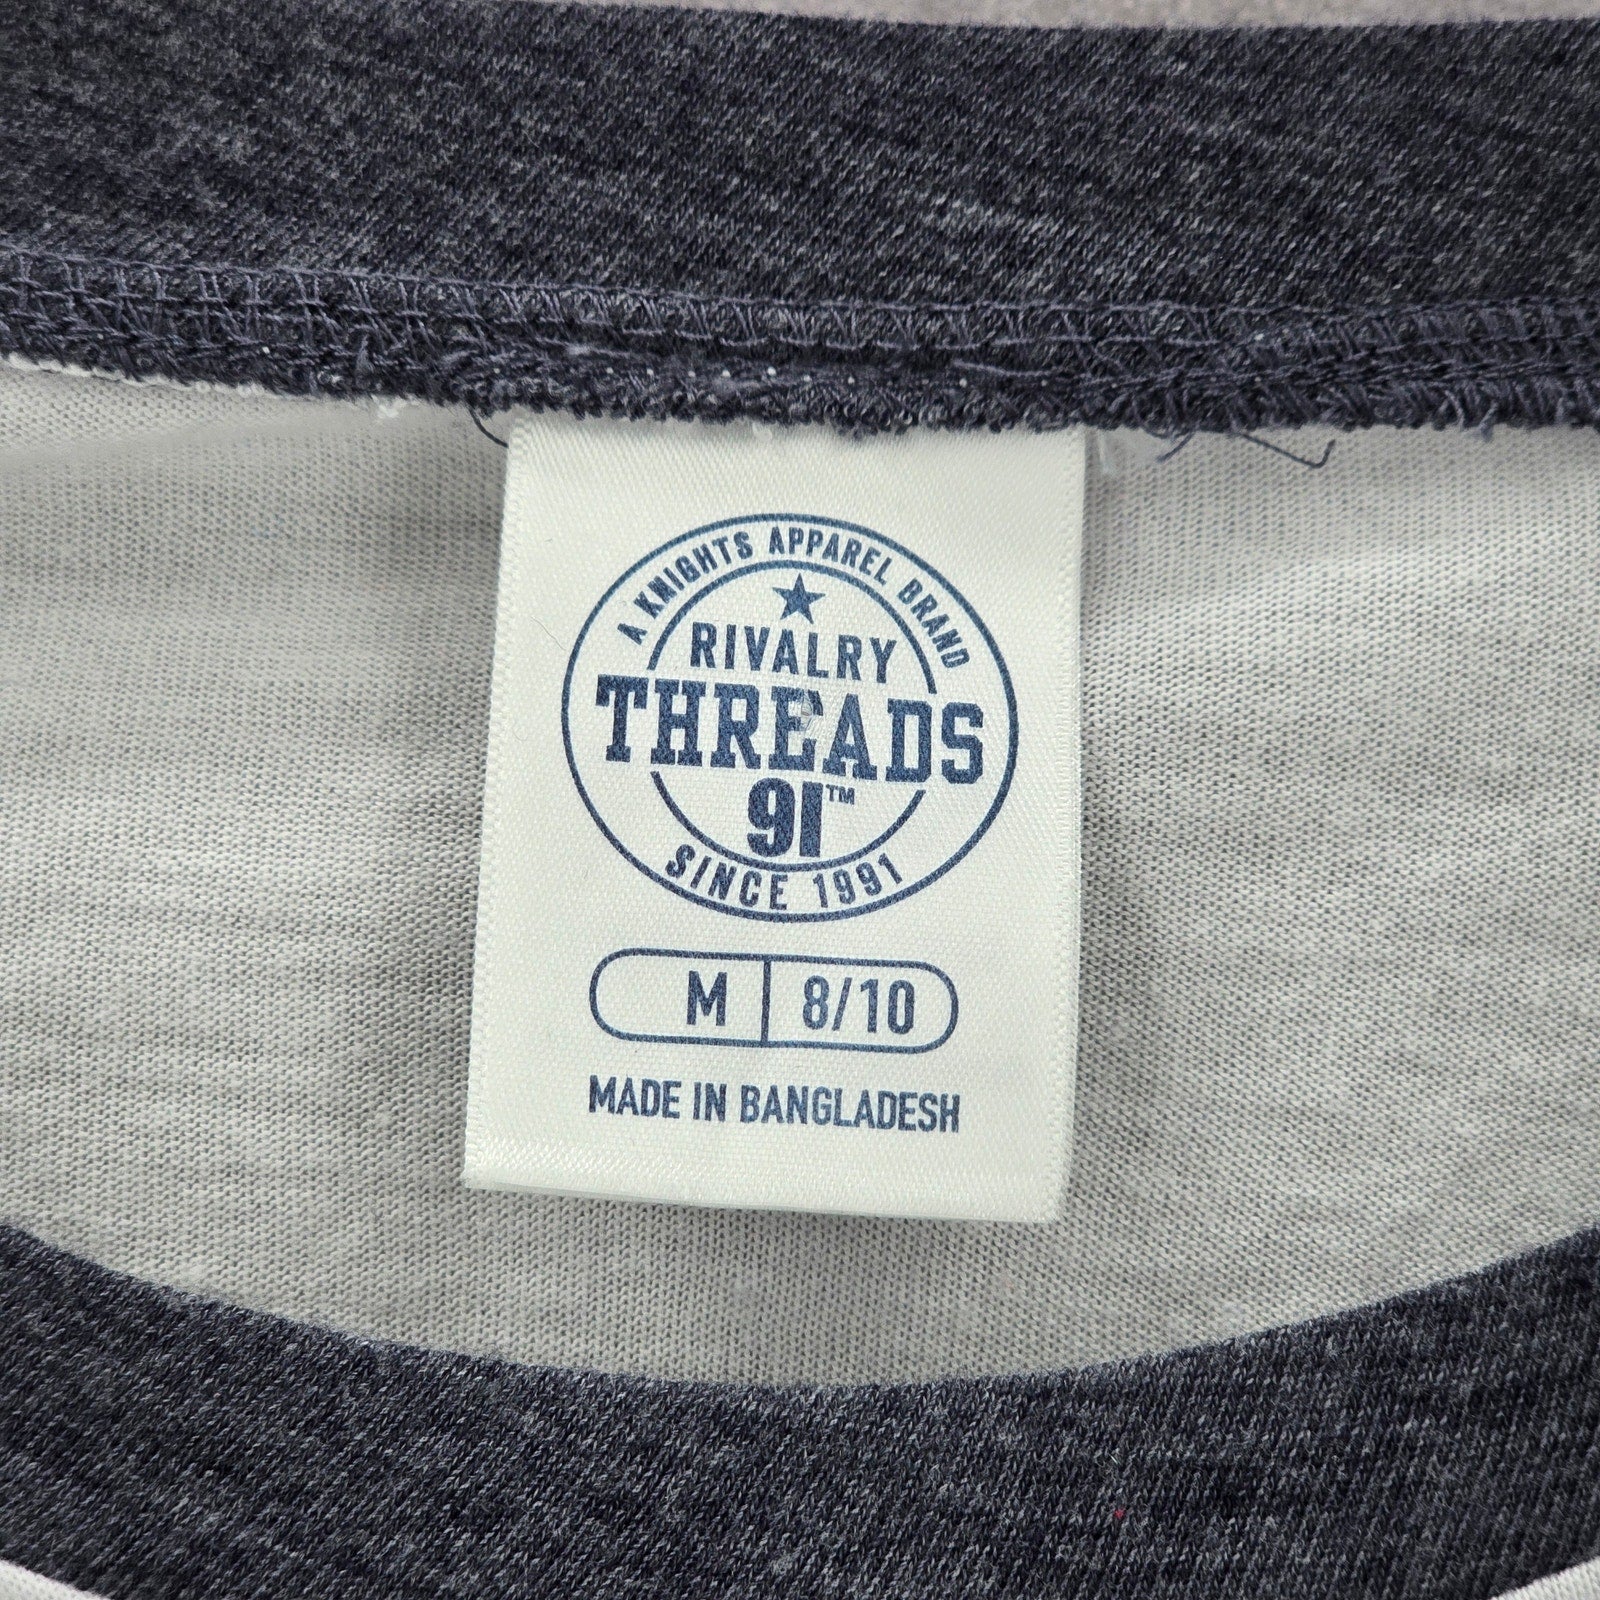 A KNIGHTS APPAREL BRAND
RIVALRY
THREADS
91™
SINCE 1991
M 8/10
MADE IN BANGLADESH